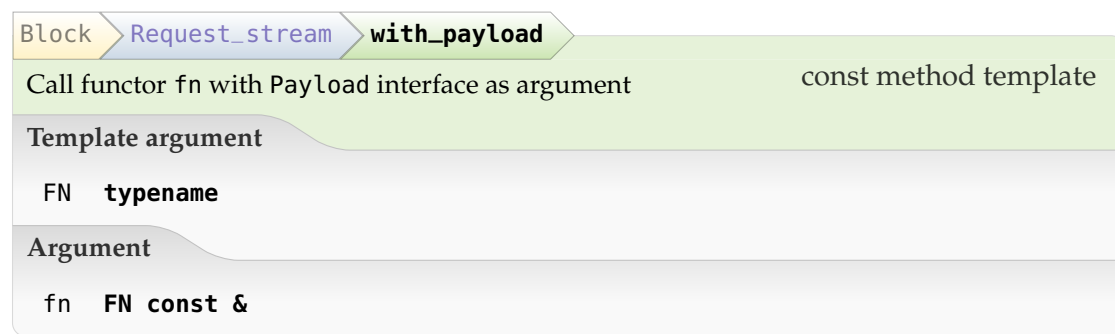 Block Request_stream with_payload
Call functor fn with Payload interface as argument const method template
Template argument
FN typename
Argument
fn FN const &